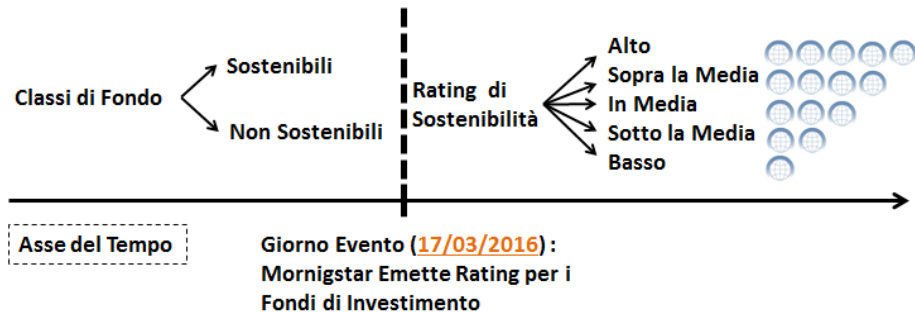 Classi di Fondo
Sostenibili
Non Sostenibili
Rating di
Sostenibilità
Alto
Sopra la Media
In Media
Sotto la Media
Basso
Asse del Tempo
Giorno Evento (17/03/2016) :
Mornigstar Emette Rating per i
Fondi di Investimento